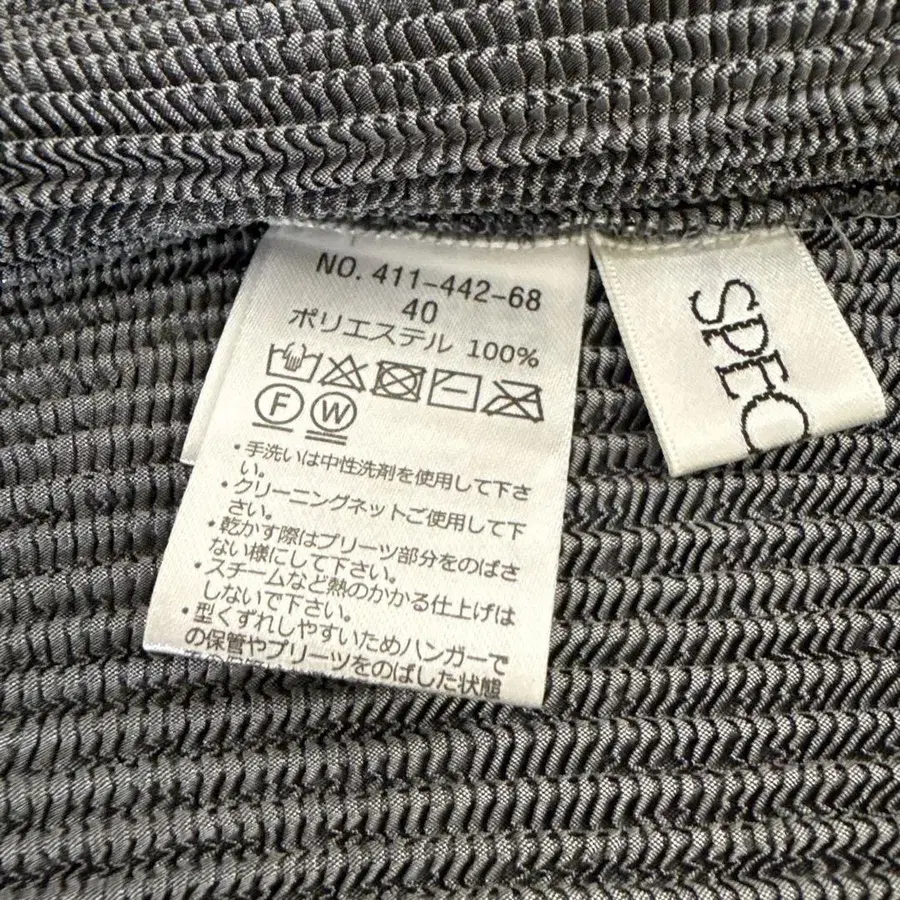 NO. 411-442-68
40
ポリエステル 100%
F W
・手洗いは中性洗剤を使用して下さ
い。
・クリーニングネットご使用して下
さい。
・乾かす際はプリーツ部分をのばさ
ない様にして下さい。
・スチームなど熱のかかる仕上げは
しないで下さい。
・型くずれしやすいためハンガーで
の保管やプリーツをのばした状態
SPEC